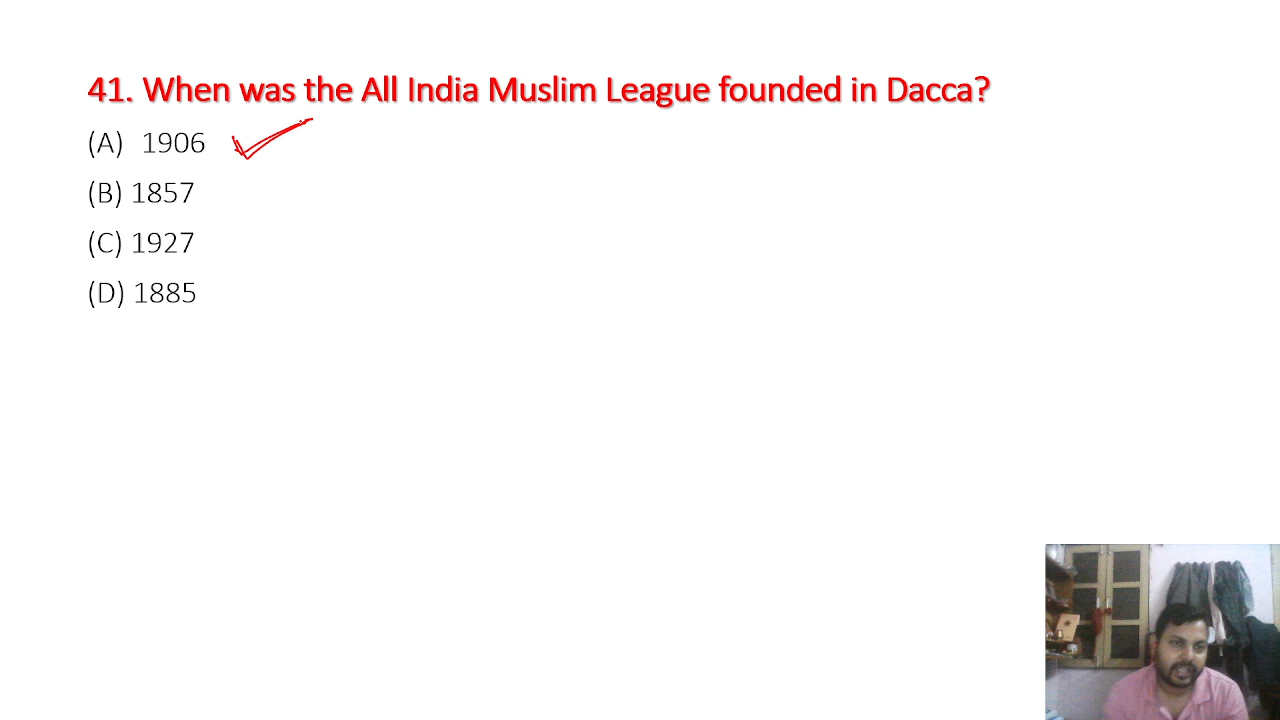 41. When was the All India Muslim League founded in Dacca?
(A) 1906
(B) 1857
(C) 1927
(D) 1885